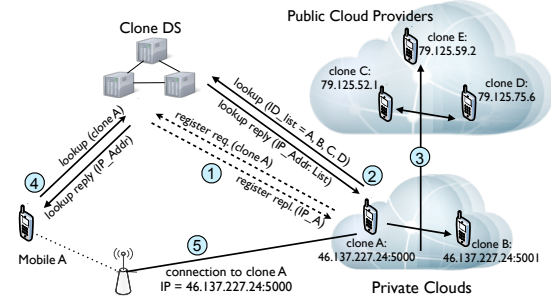 Clone DS
Public Cloud Providers
clone E:
79.125.59.2
clone C:
79.125.52.1
clone D:
79.125.75.6
lookup (ID_list = A, B, C, D)
lookup reply (IP_Addr List)
register req. (clone A)
register repl. (IP_A)
lookup (clone A)
lookup reply (IP_Addr)
1
2
3
4
5
Mobile A
connection to clone A
IP = 46.137.227.24:5000
clone A:
46.137.227.24:5000
clone B:
46.137.227.24:5001
Private Clouds